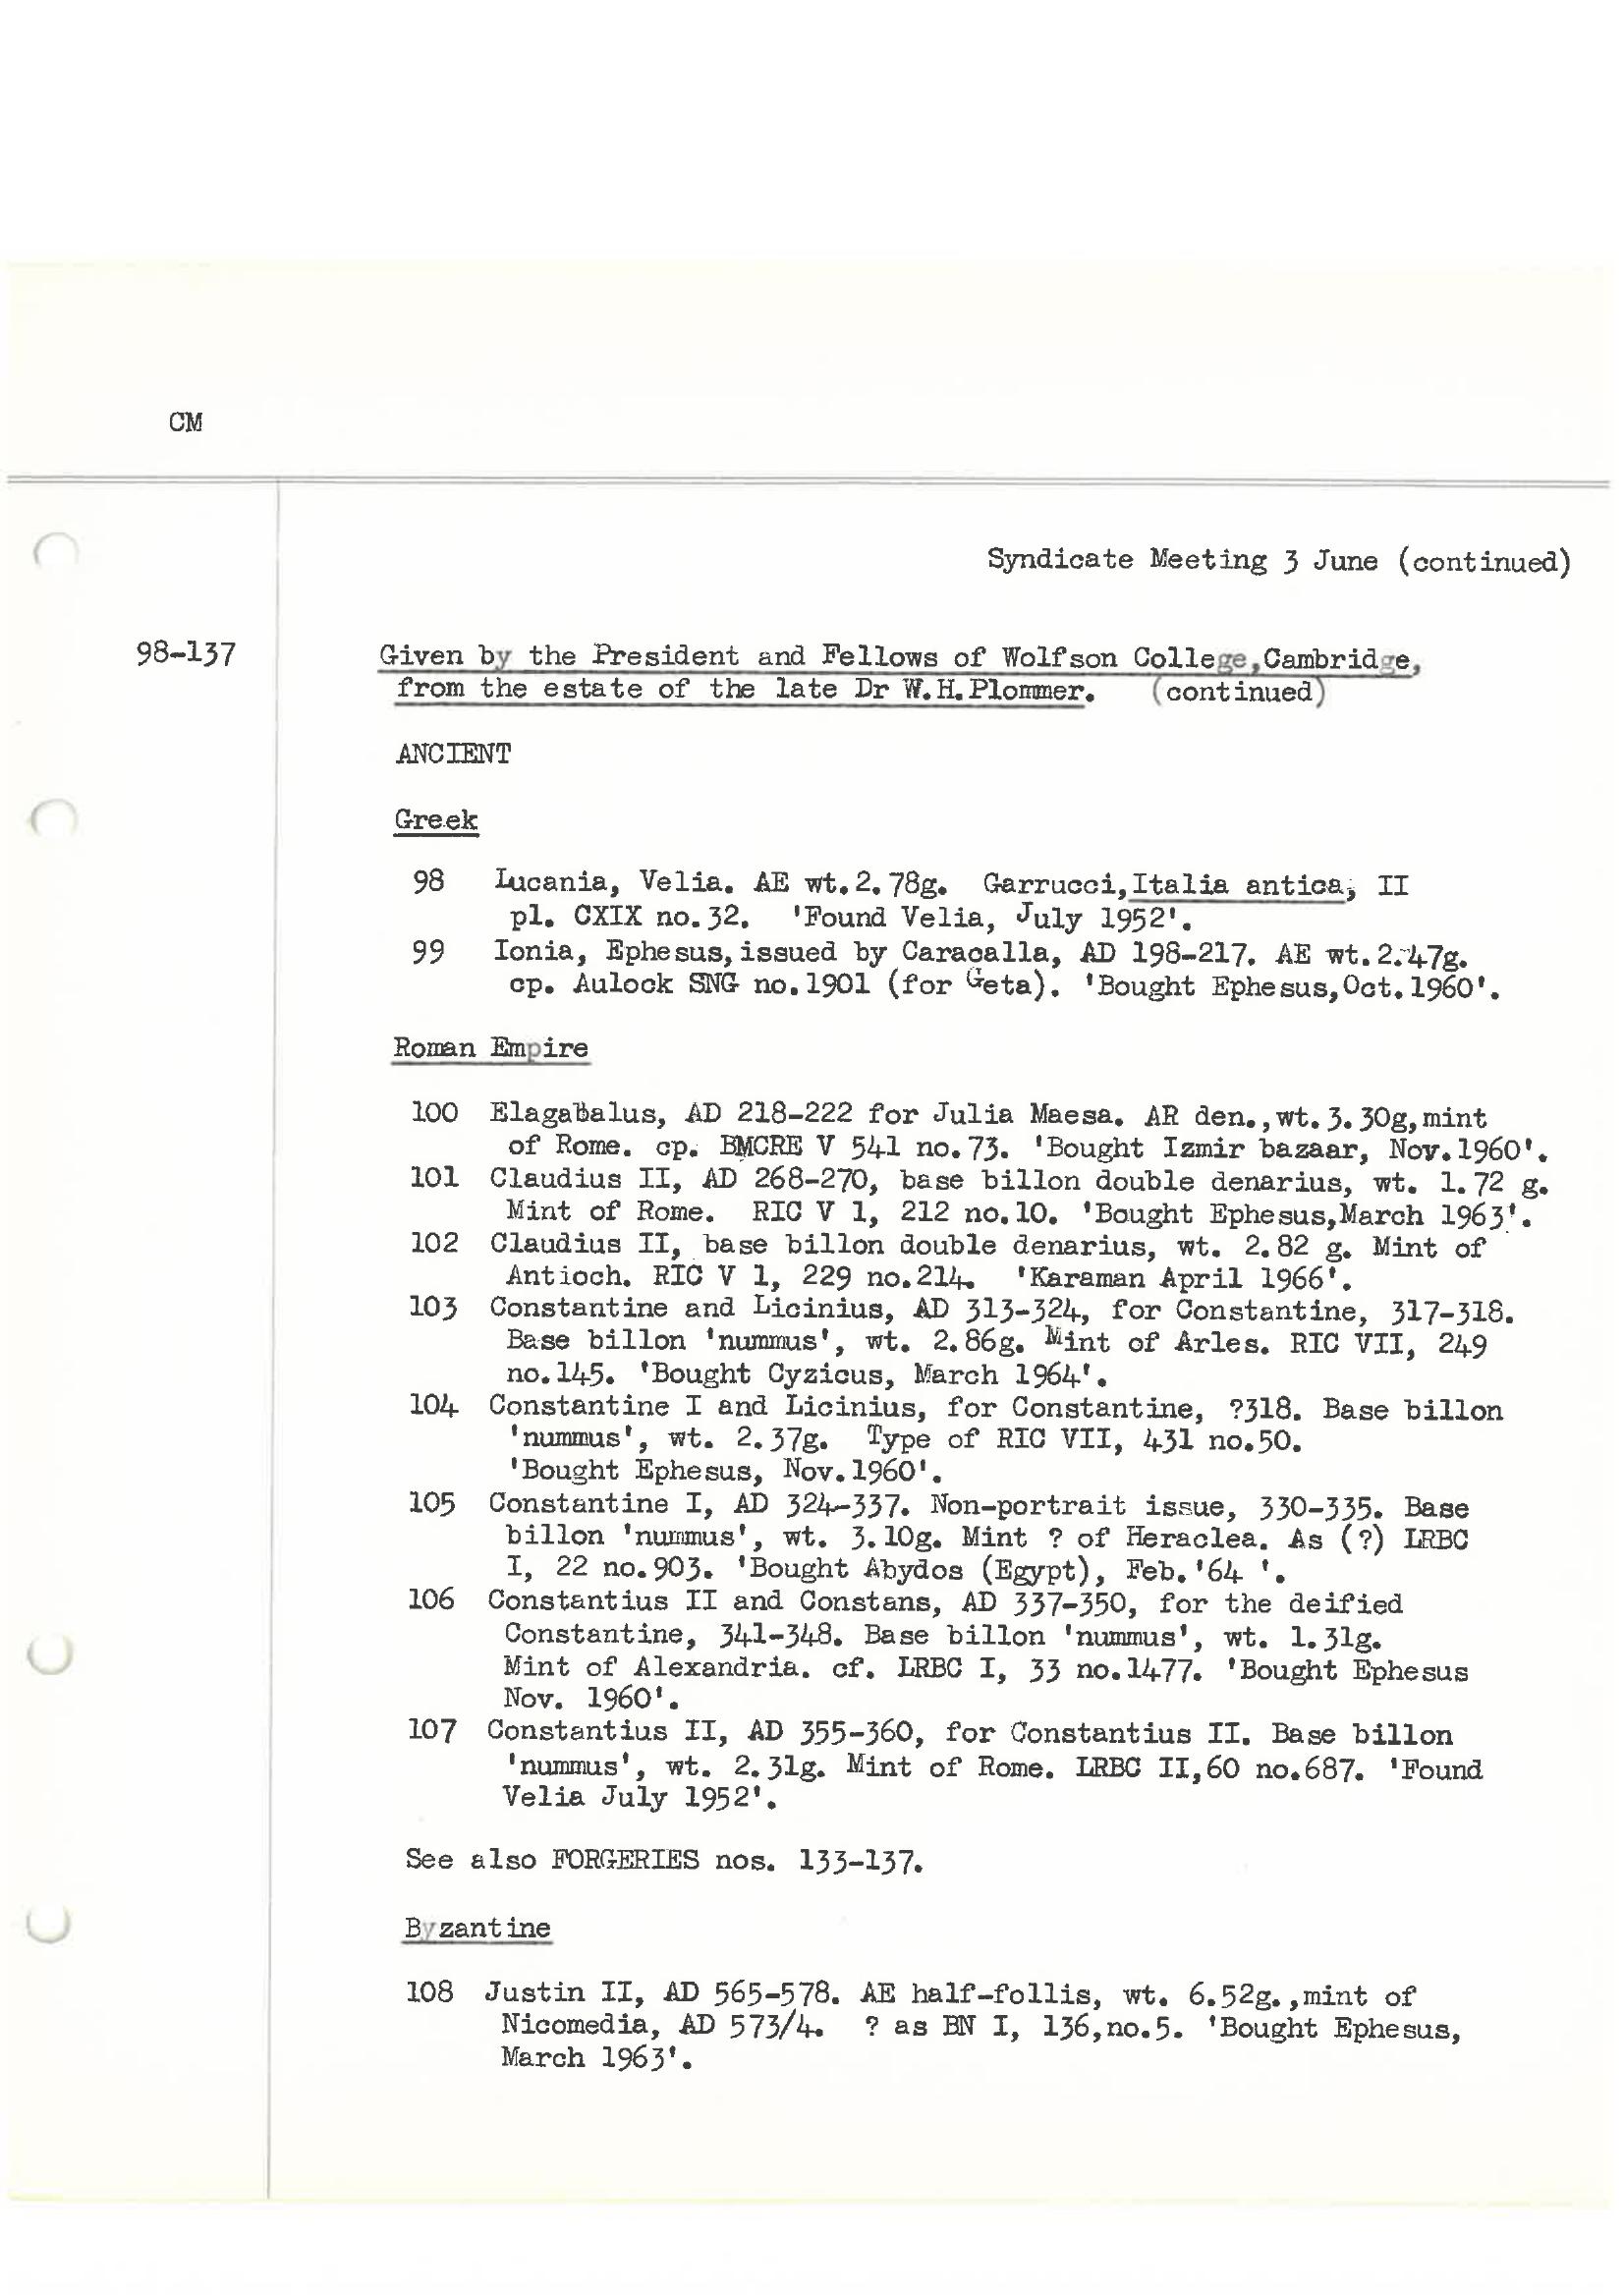 CM
Syndicate Meeting 3 June (continued)
98-137
Given by the President and Fellows of Wolfson College,Cambridge,
from the estate of the late Dr W.H.Plommer. (continued)
ANCIENT
Greek
98 Lucania, Velia. AE wt.2.78g. Garrucci,Italia antica, II
pl. CXIX no.32. 'Found Velia, July 1952'.
99 Ionia, Ephesus,issued by Caracalla, AD 198-217. AE wt.2.47g.
cp. Aulock SNG no.1901 (for Geta). 'Bought Ephesus,Oct.1960'.
Roman Empire
100 Elagabalus, AD 218-222 for Julia Maesa. AR den.,wt.3.30g,mint
of Rome. cp. BMCRE V 541 no.73. 'Bought Izmir bazaar, Nov.1960'.
101 Claudius II, AD 268-270, base billon double denarius, wt. 1.72 g.
Mint of Rome. RIC V 1, 212 no.10. 'Bought Ephesus,March 1963'.
102 Claudius II, base billon double denarius, wt. 2.82 g. Mint of
Antioch. RIC V 1, 229 no.214. 'Karaman April 1966'.
103 Constantine and Licinius, AD 313-324, for Constantine, 317-318.
Base billon 'nummus', wt. 2.86g. Mint of Arles. RIC VII, 249
no.145. 'Bought Cyzicus, March 1964'.
104 Constantine I and Licinius, for Constantine, ?318. Base billon
'nummus', wt. 2.37g. Type of RIC VII, 431 no.50.
'Bought Ephesus, Nov.1960'.
105 Constantine I, AD 324-337. Non-portrait issue, 330-335. Base
billon 'nummus', wt. 3.10g. Mint ? of Heraclea. As (?) LRBC
I, 22 no.903. 'Bought Abydos (Egypt), Feb.'64 '.
106 Constantius II and Constans, AD 337-350, for the deified
Constantine, 341-348. Base billon 'nummus', wt. 1.31g.
Mint of Alexandria. cf. LRBC I, 33 no.1477. 'Bought Ephesus
Nov. 1960'.
107 Constantius II, AD 355-360, for Constantius II. Base billon
'nummus', wt. 2.31g. Mint of Rome. LRBC II,60 no.687. 'Found
Velia July 1952'.
See also FORGERIES nos. 133-137.
Byzantine
108 Justin II, AD 565-578. AE half-follis, wt. 6.52g.,mint of
Nicomedia, AD 573/4. ? as BN I, 136,no.5. 'Bought Ephesus,
March 1963'.